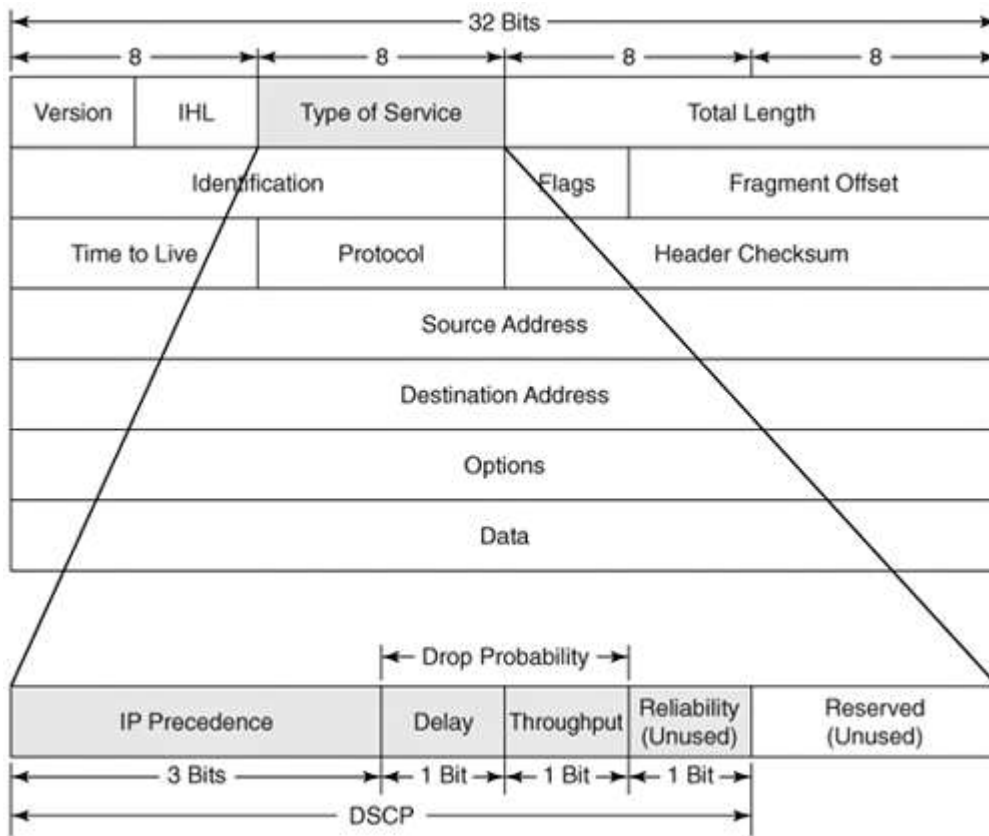 32 Bits
8 8 8 8
Version IHL Type of Service Total Length
Identification Flags Fragment Offset
Time to Live Protocol Header Checksum
Source Address
Destination Address
Options
Data
Drop Probability
IP Precedence Delay Throughput Reliability (Unused) Reserved (Unused)
3 Bits 1 Bit 1 Bit 1 Bit
DSCP